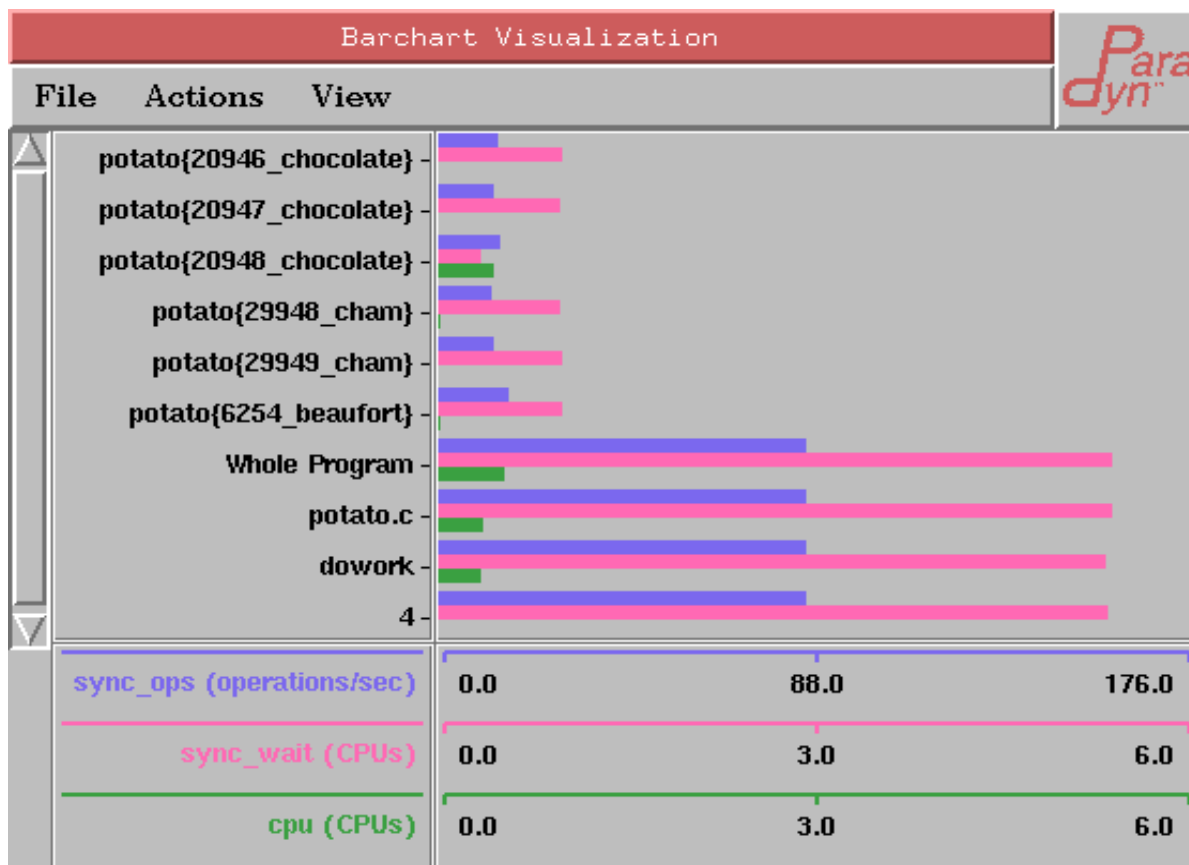 Barchart Visualization
Para
dyn™
File Actions View
potato{20946_chocolate}
potato{20947_chocolate}
potato{20948_chocolate}
potato{29948_cham}
potato{29949_cham}
potato{6254_beaufort}
Whole Program
potato.c
dowork
4
sync_ops (operations/sec) 0.0 88.0 176.0
sync_wait (CPUs) 0.0 3.0 6.0
cpu (CPUs) 0.0 3.0 6.0